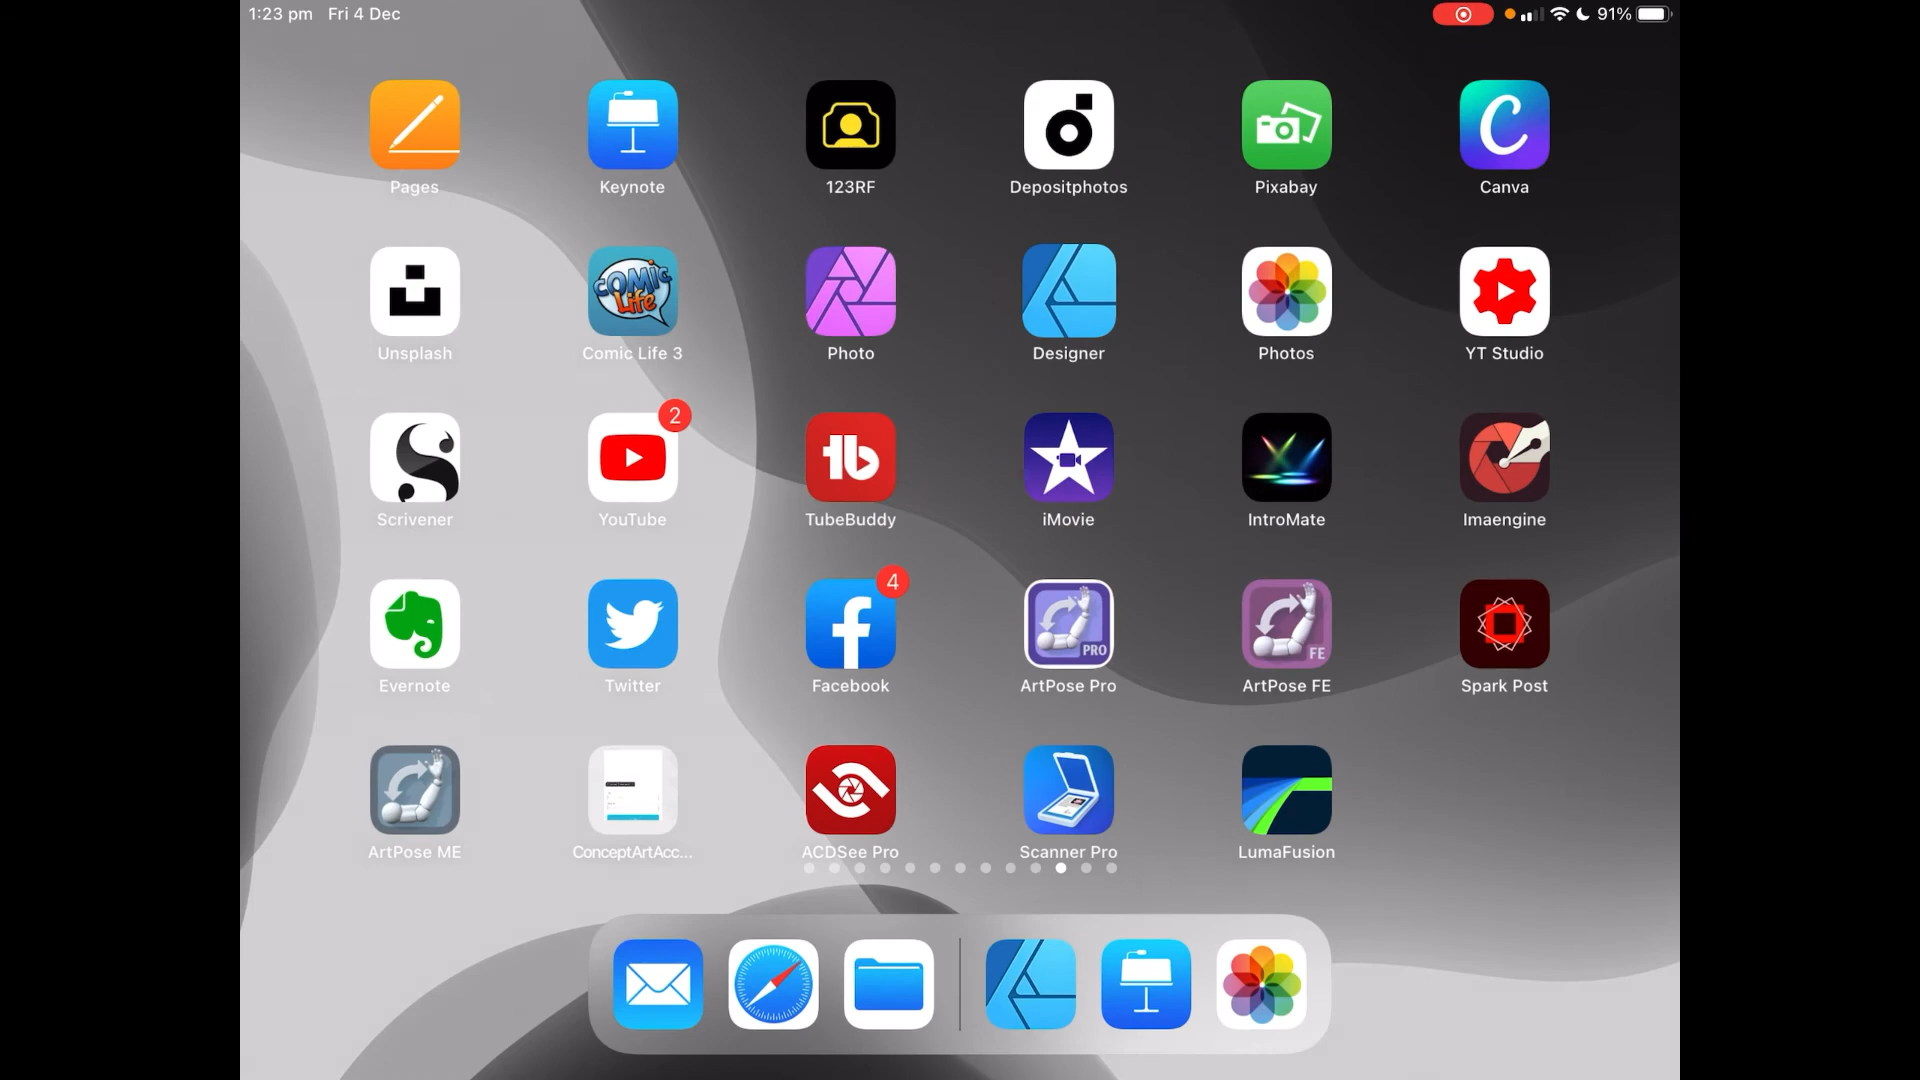 1:23 pm Fri 4 Dec
91%
Pages Keynote 123RF Depositphotos Pixabay Canva
COMIC Life
Unsplash Comic Life 3 Photo Designer Photos YT Studio
2
Scrivener YouTube TubeBuddy iMovie IntroMate Imaengine
4
PRO FE
Evernote Twitter Facebook ArtPose Pro ArtPose FE Spark Post
ArtPose ME ConceptArtAcc... ACDSee Pro Scanner Pro LumaFusion